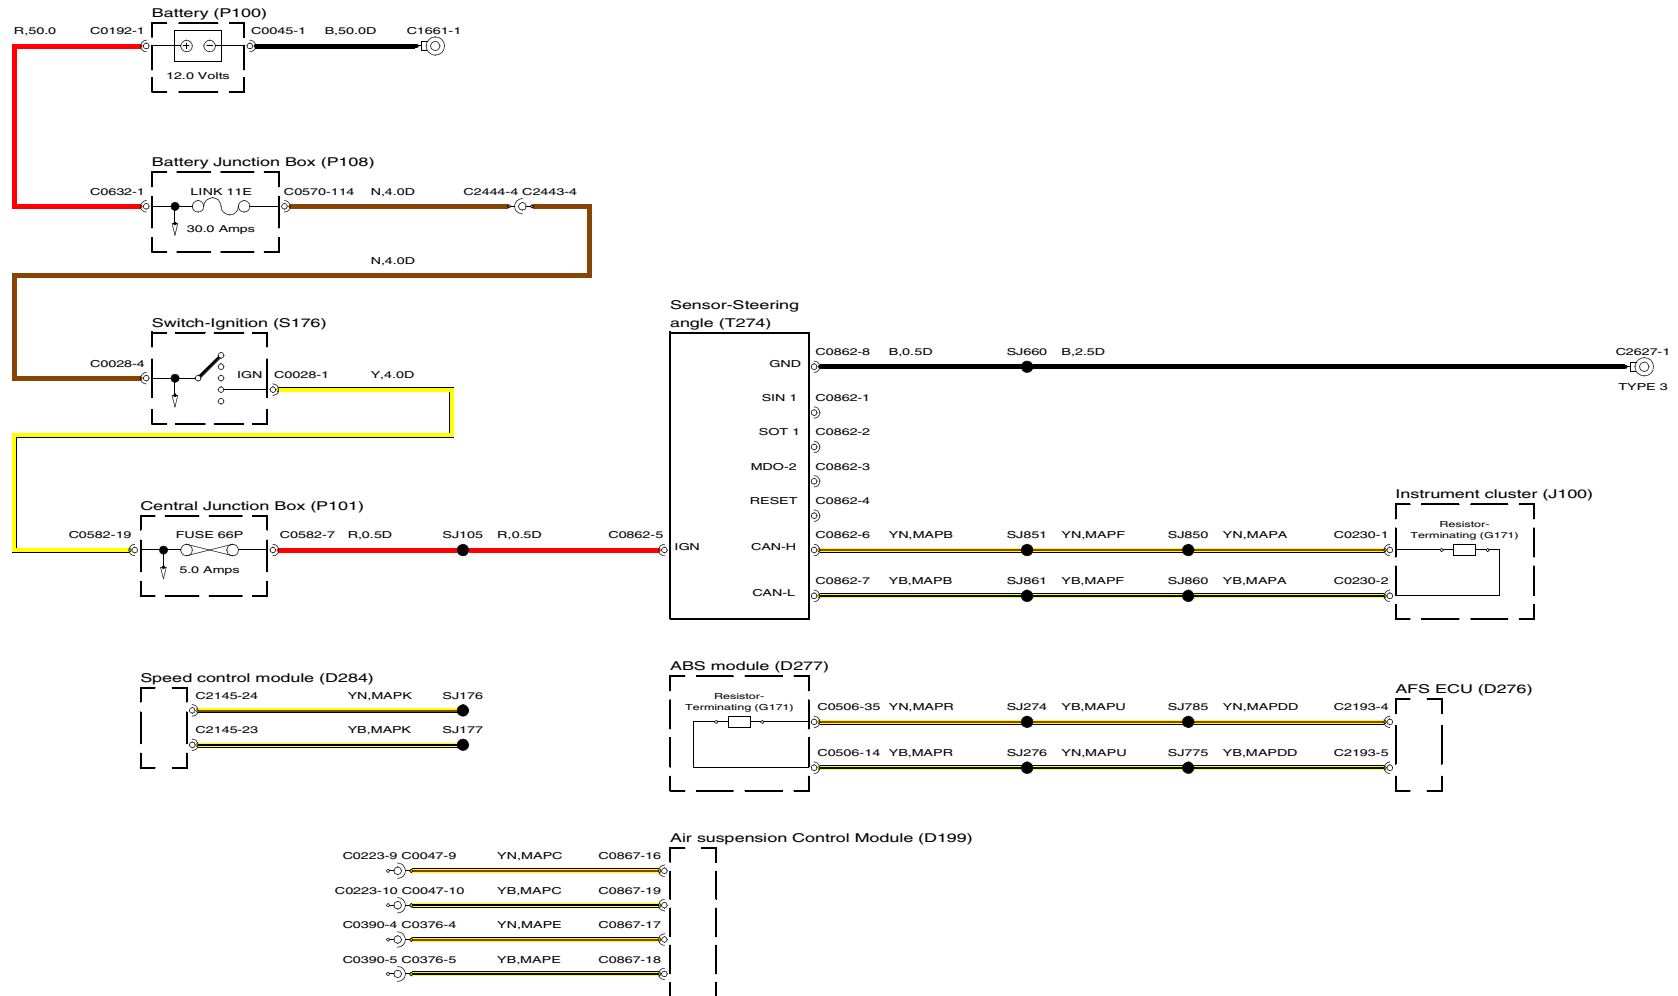 Battery (P100)
R,50.0 C0192-1 C0045-1 B,50.0D C1661-1
12.0 Volts
Battery Junction Box (P108)
C0632-1 LINK 11E C0570-114 N,4.0D C2444-4 C2443-4
30.0 Amps
N,4.0D
Sensor-Steering
angle (T274)
Switch-Ignition (S176)
C0028-4 IGN C0028-1 Y,4.0D
GND C0862-8 B,0.5D SJ660 B,2.5D C2627-1
TYPE 3
SIN 1 C0862-1
SOT 1 C0862-2
MDO-2 C0862-3
RESET C0862-4
Central Junction Box (P101)
C0582-19 FUSE 66P C0582-7 R,0.5D SJ105 R,0.5D C0862-5
5.0 Amps
IGN CAN-H C0862-6 YN,MAPB SJ851 YN,MAPF SJ850 YN,MAPA C0230-1
Instrument cluster (J100)
Resistor-
Terminating (G171)
CAN-L C0862-7 YB,MAPB SJ861 YB,MAPF SJ860 YB,MAPA C0230-2
Speed control module (D284)
C2145-24 YN,MAPK SJ176
C2145-23 YB,MAPK SJ177
ABS module (D277)
Resistor-
Terminating (G171)
C0506-35 YN,MAPR SJ274 YB,MAPU SJ785 YN,MAPDD C2193-4
C0506-14 YB,MAPR SJ276 YN,MAPU SJ775 YB,MAPDD C2193-5
AFS ECU (D276)
Air suspension Control Module (D199)
C0223-9 C0047-9 YN,MAPC C0867-16
C0223-10 C0047-10 YB,MAPC C0867-19
C0390-4 C0376-4 YN,MAPE C0867-17
C0390-5 C0376-5 YB,MAPE C0867-18